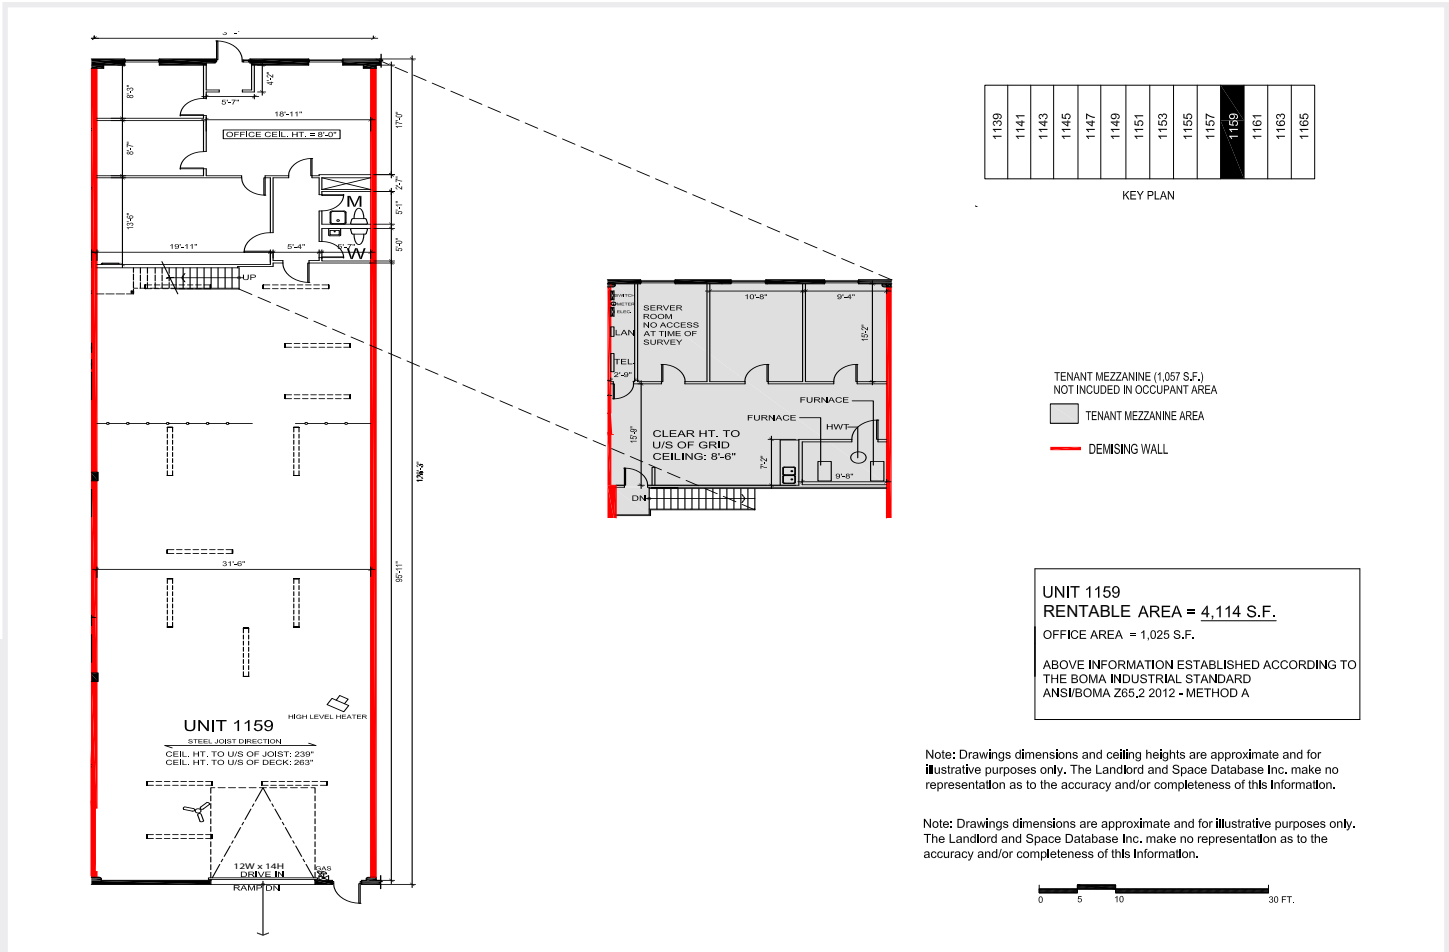 8'-3"
5'-7"
4'-2"
18'-11"
OFFICE CEIL. HT. = 8'-0"
17'-0"
8'-7"
2'-7"
5'-1"
M
13'-6"
19'-11"
5'-4"
5'-7"
W
5'-0"
UP
31'-6"
95'-11"
UNIT 1159
HIGH LEVEL HEATER
STEEL JOIST DIRECTION
CEIL. HT. TO U/S OF JOIST: 239"
CEIL. HT. TO U/S OF DECK: 263"
12W x 14H
DRIVE IN
GAS
RAMP DN
SWITCH
METER
ELEC.
LAN
TEL.
2'-9"
SERVER
ROOM
NO ACCESS
AT TIME OF
SURVEY
10'-8"
9'-4"
15'-2"
FURNACE
FURNACE
HWT
15'-9"
CLEAR HT. TO
U/S OF GRID
CEILING: 8'-6"
7'-2"
9'-8"
DN
1139
1141
1143
1145
1147
1149
1151
1153
1155
1157
1159
1161
1163
1165
KEY PLAN
TENANT MEZZANINE (1,057 S.F.)
NOT INCUDED IN OCCUPANT AREA
TENANT MEZZANINE AREA
DEMISING WALL
UNIT 1159
RENTABLE AREA = 4,114 S.F.
OFFICE AREA = 1,025 S.F.
ABOVE INFORMATION ESTABLISHED ACCORDING TO
THE BOMA INDUSTRIAL STANDARD
ANSI/BOMA Z65.2 2012 - METHOD A
Note: Drawings dimensions and ceiling heights are approximate and for
illustrative purposes only. The Landlord and Space Database Inc. make no
representation as to the accuracy and/or completeness of this information.
Note: Drawings dimensions are approximate and for illustrative purposes only.
The Landlord and Space Database Inc. make no representation as to the
accuracy and/or completeness of this information.
0 5 10 30 FT.